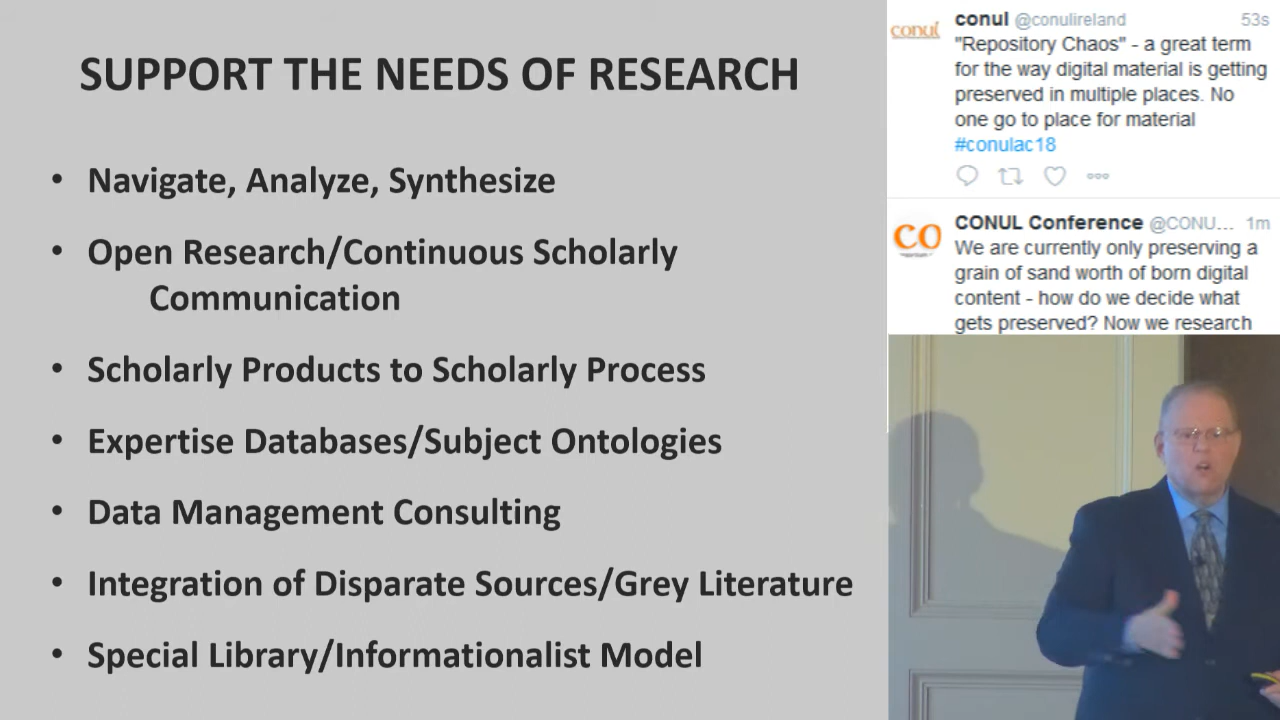 SUPPORT THE NEEDS OF RESEARCH
• Navigate, Analyze, Synthesize
• Open Research/Continuous Scholarly
Communication
• Scholarly Products to Scholarly Process
• Expertise Databases/Subject Ontologies
• Data Management Consulting
• Integration of Disparate Sources/Grey Literature
• Special Library/Informationalist Model
conul
conul @conulireland 53s
"Repository Chaos" - a great term
for the way digital material is getting
preserved in multiple places. No
one go to place for material
#conulac18
CO
CONUL Conference @CONU... 1m
We are currently only preserving a
grain of sand worth of born digital
content - how do we decide what
gets preserved? Now we research